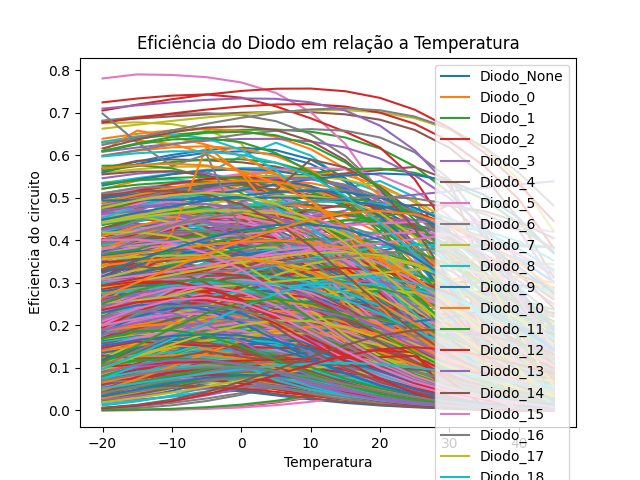 Eficiência do Diodo em relação a Temperatura
Eficiencia do circuito
0.8
0.7
0.6
0.5
0.4
0.3
0.2
0.1
0.0
−20
−10
0
10
20
30
40
Temperatura
Diodo_None
Diodo_0
Diodo_1
Diodo_2
Diodo_3
Diodo_4
Diodo_5
Diodo_6
Diodo_7
Diodo_8
Diodo_9
Diodo_10
Diodo_11
Diodo_12
Diodo_13
Diodo_14
Diodo_15
Diodo_16
Diodo_17
Diodo_18